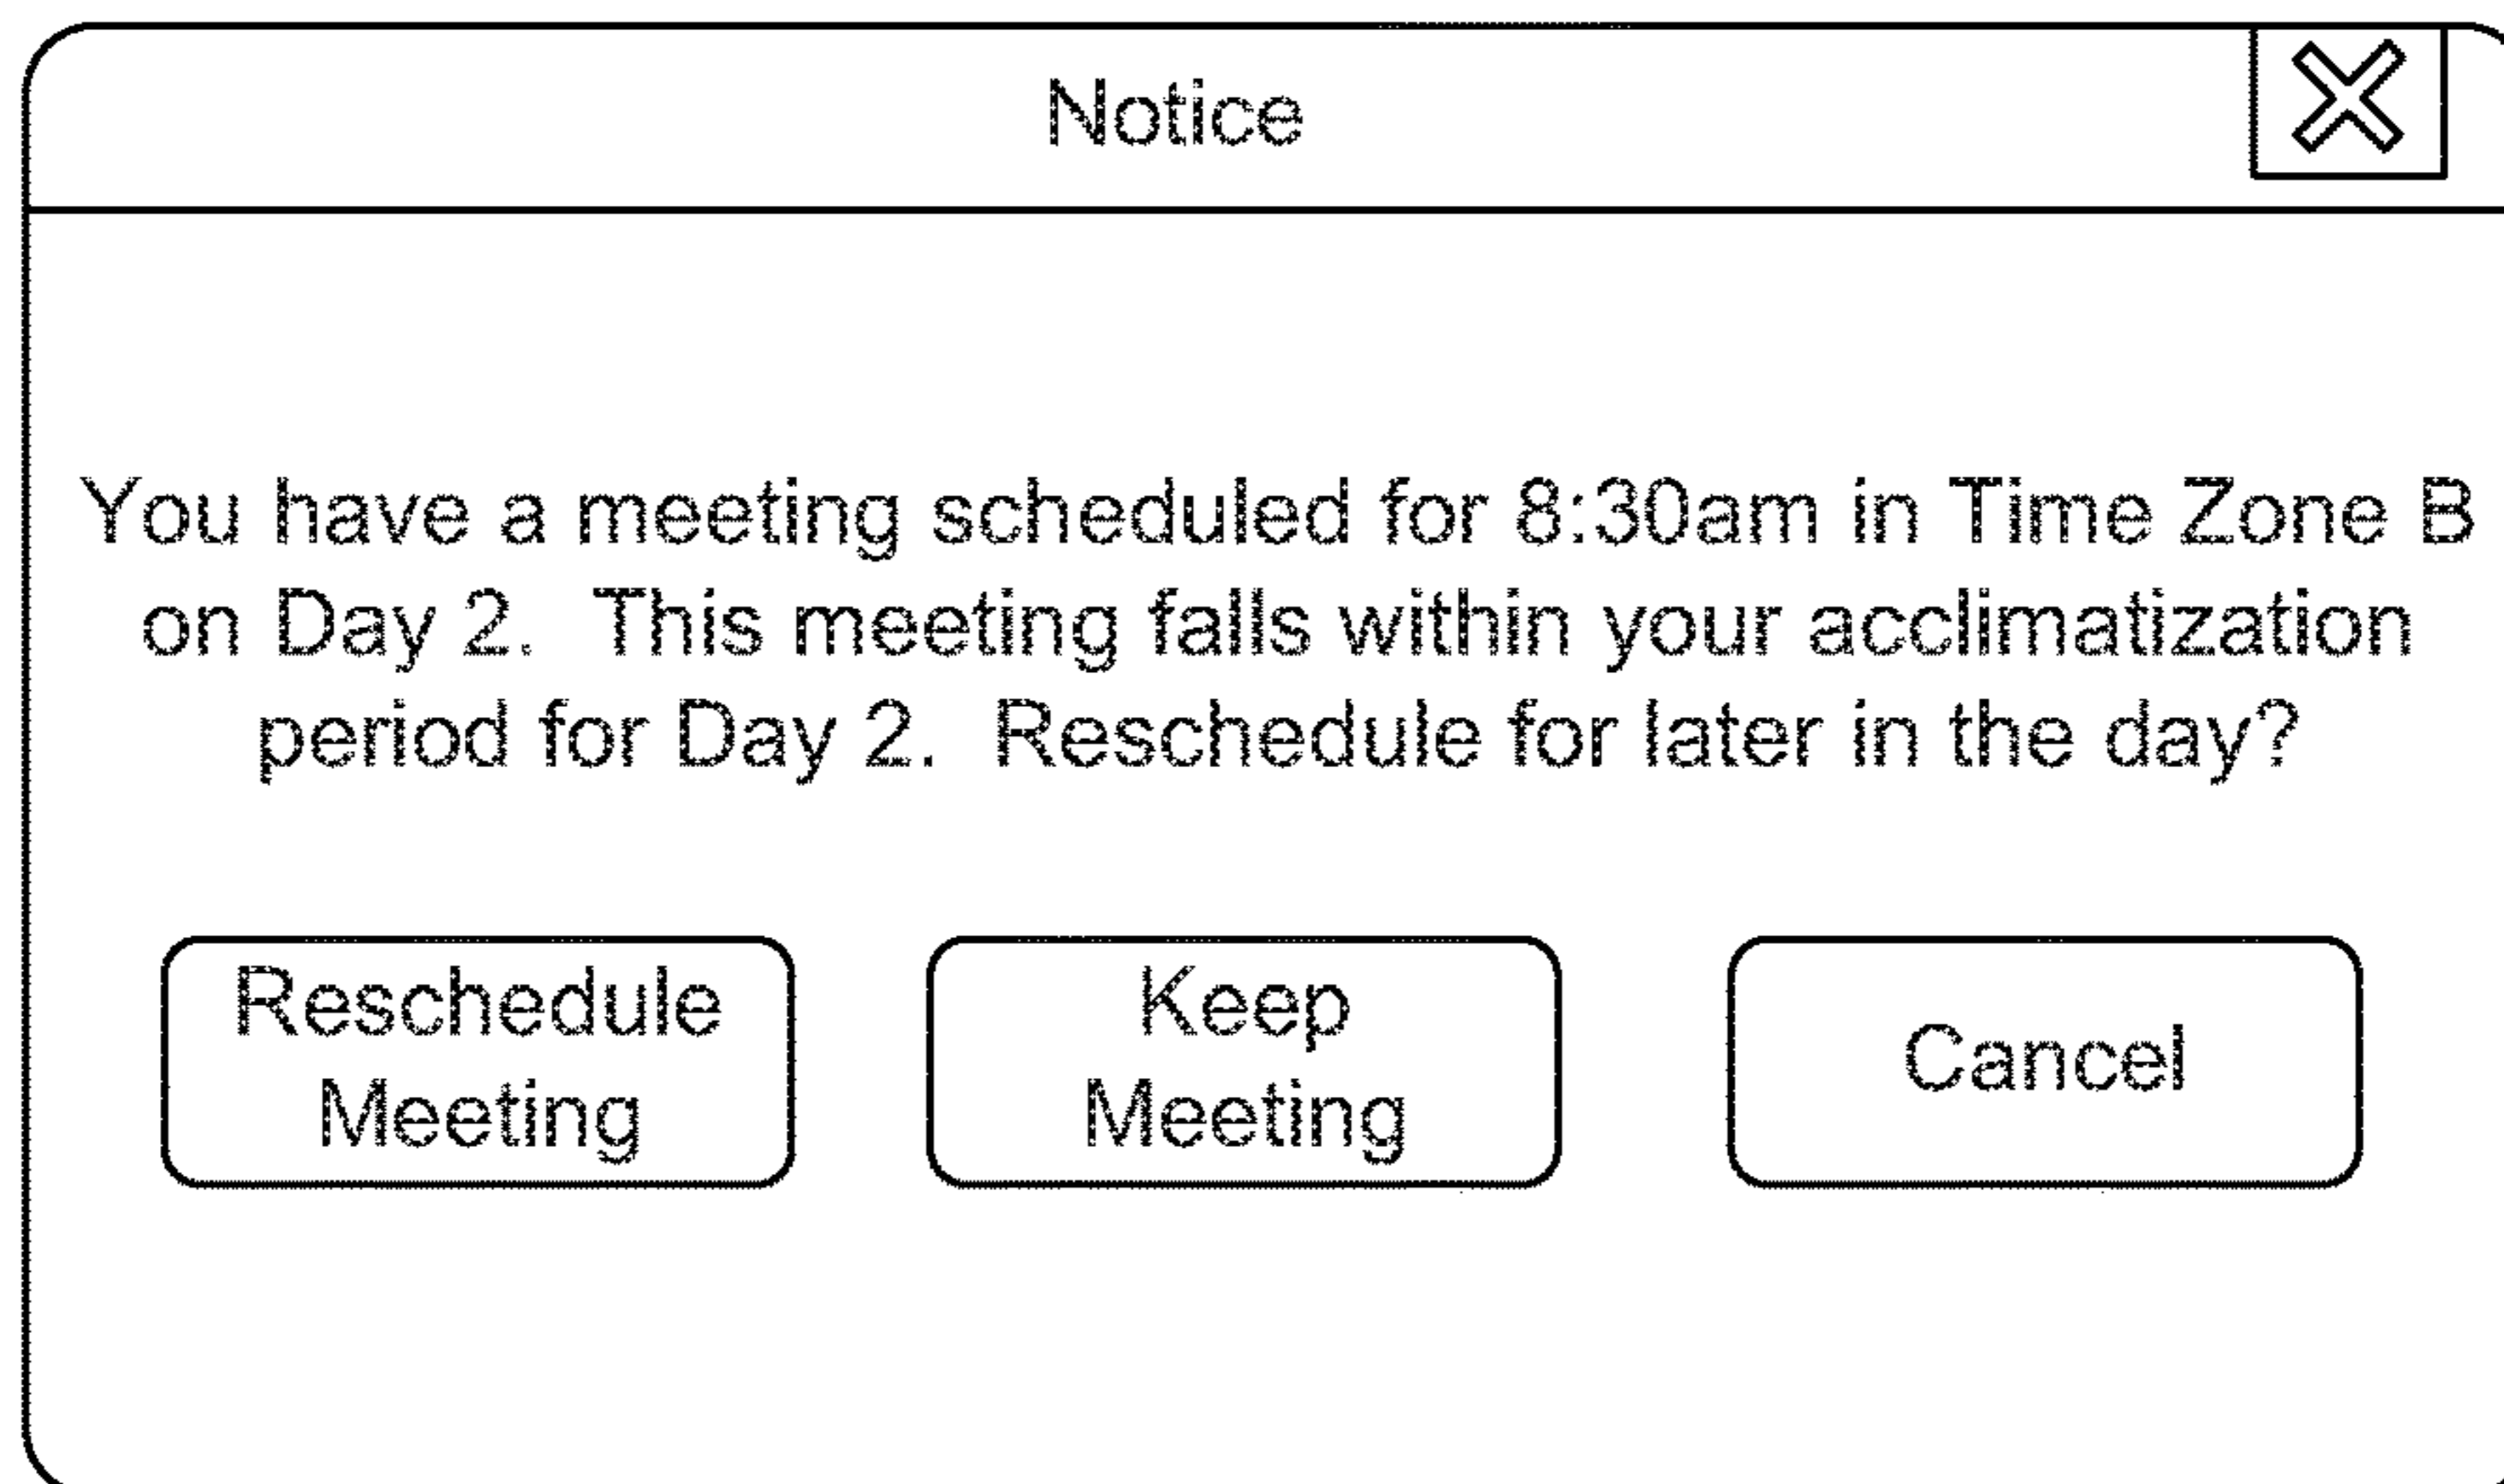 Notice
You have a meeting scheduled for 8:30am in Time Zone B
on Day 2.  This meeting falls within your acclimatization
period for Day 2.  Reschedule for later in the day?
Reschedule
Meeting
Keep
Meeting
Cancel